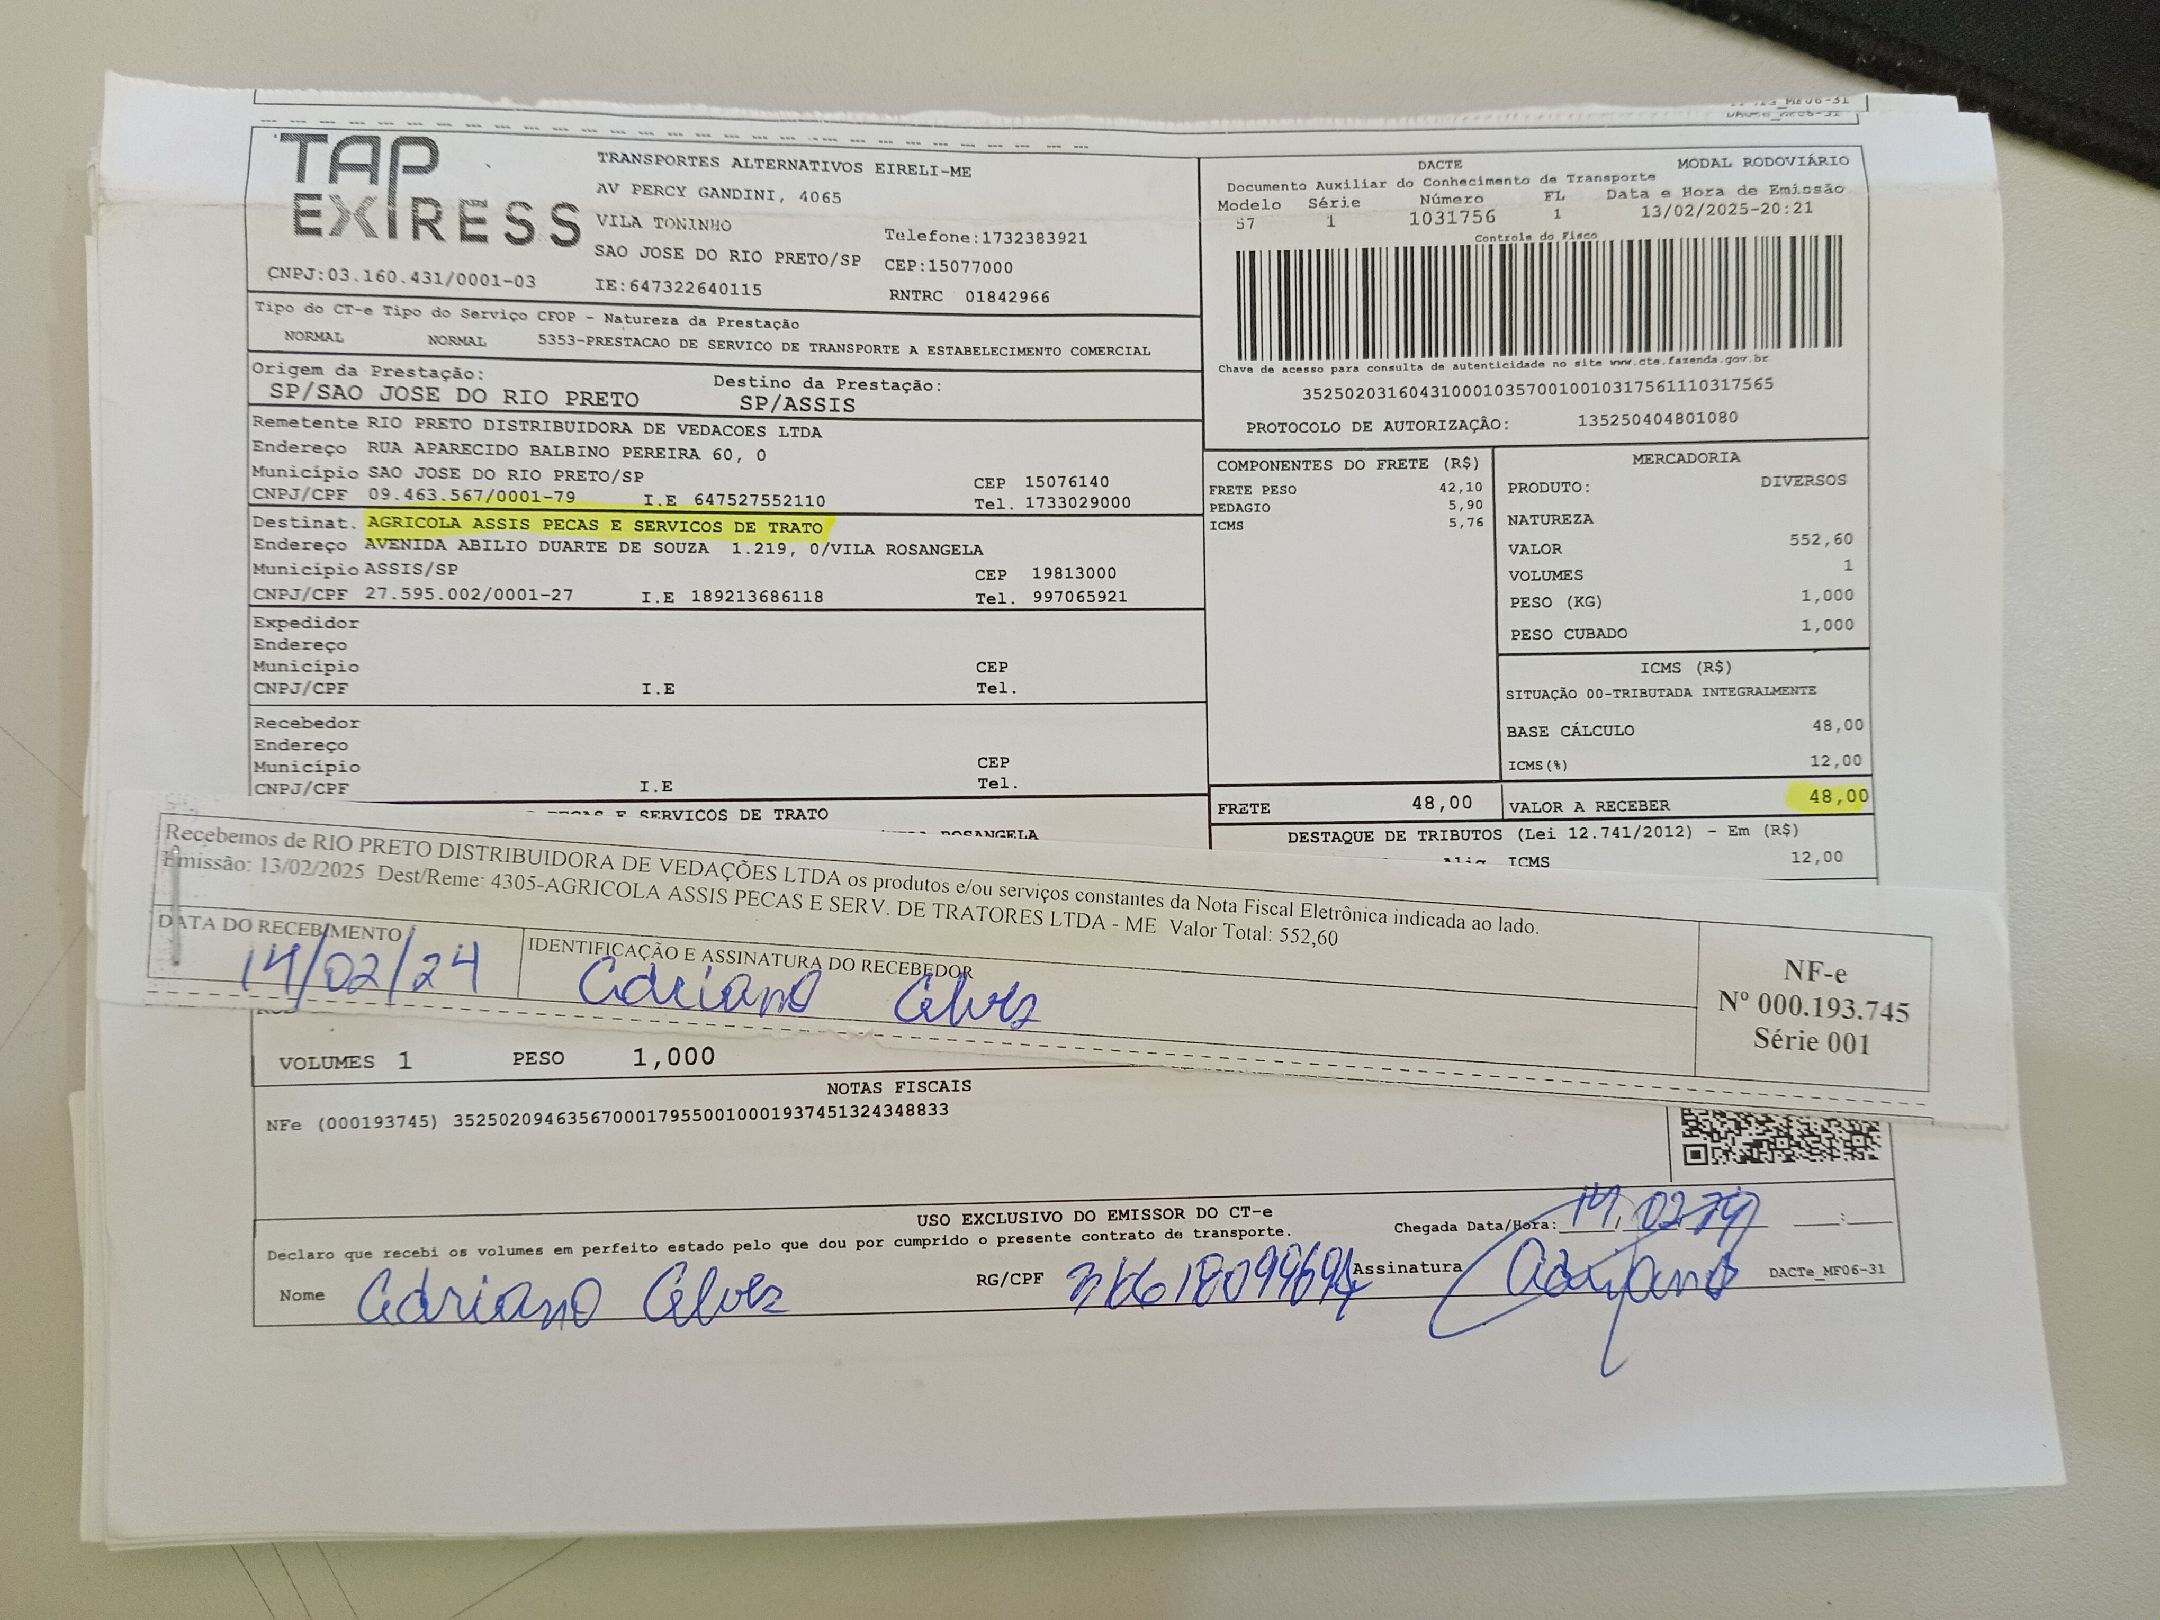 TAP
EXPRESS
TRANSPORTES ALTERNATIVOS EIRELI-ME
AV PERCY GANDINI, 4065
VILA TONINHO
Telefone:1732383921
SAO JOSE DO RIO PRETO/SP CEP:15077000
CNPJ:03.160.431/0001-03 IE:647322640115 RNTRC 01842966
Tipo do CT-e Tipo do Serviço CFOP - Natureza da Prestação
NORMAL NORMAL 5353-PRESTACAO DE SERVICO DE TRANSPORTE A ESTABELECIMENTO COMERCIAL
Origem da Prestação: Destino da Prestação:
SP/SAO JOSE DO RIO PRETO SP/ASSIS
Remetente RIO PRETO DISTRIBUIDORA DE VEDACOES LTDA
Endereço RUA APARECIDO BALBINO PEREIRA 60, 0
Município SAO JOSE DO RIO PRETO/SP CEP 15076140
CNPJ/CPF 09.463.567/0001-79 I.E 647527552110 Tel. 1733029000
Destinat. AGRICOLA ASSIS PECAS E SERVICOS DE TRATO
Endereço AVENIDA ABILIO DUARTE DE SOUZA 1.219, 0/VILA ROSANGELA
Município ASSIS/SP CEP 19813000
CNPJ/CPF 27.595.002/0001-27 I.E 189213686118 Tel. 997065921
Expedidor
Endereço
Município CEP
CNPJ/CPF I.E Tel.
Recebedor
Endereço
Município CEP
CNPJ/CPF I.E Tel.
E SERVICOS DE TRATO
ROSANGELA
DACTE MODAL RODOVIÁRIO
Documento Auxiliar do Conhecimento de Transporte
Modelo Série Número FL Data e Hora de Emissão
57 1 1031756 1 13/02/2025-20:21
Controle do Fisco
Chave de acesso para consulta de autenticidade no site www.cte.fazenda.gov.br
35250203160431000103570010010317561110317565
PROTOCOLO DE AUTORIZAÇÃO: 135250404801080
COMPONENTES DO FRETE (R$)
FRETE PESO 42,10
PEDAGIO 5,90
ICMS 5,76
MERCADORIA
PRODUTO: DIVERSOS
NATUREZA
VALOR 552,60
VOLUMES 1
PESO (KG) 1,000
PESO CUBADO 1,000
ICMS (R$)
SITUAÇÃO 00-TRIBUTADA INTEGRALMENTE
BASE CÁLCULO 48,00
ICMS(%) 12,00
FRETE 48,00 VALOR A RECEBER 48,00
DESTAQUE DE TRIBUTOS (Lei 12.741/2012) - Em (R$)
ICMS 12,00
Recebemos de RIO PRETO DISTRIBUIDORA DE VEDAÇÕES LTDA os produtos e/ou serviços constantes da Nota Fiscal Eletrônica indicada ao lado.
Emissão: 13/02/2025 Dest/Reme: 4305-AGRICOLA ASSIS PECAS E SERV. DE TRATORES LTDA - ME Valor Total: 552,60
DATA DO RECEBIMENTO IDENTIFICAÇÃO E ASSINATURA DO RECEBEDOR
14/02/24 Adriano Alves
NF-e
Nº 000.193.745
Série 001
VOLUMES 1 PESO 1,000
NOTAS FISCAIS
NFe (000193745) 35250209463567000179550010001937451324348833
USO EXCLUSIVO DO EMISSOR DO CT-e
Declaro que recebi os volumes em perfeito estado pelo que dou por cumprido o presente contrato de transporte.
Chegada Data/Hora:
Nome Adriano Alves RG/CPF Assinatura Adriano DACTe_MF06-31